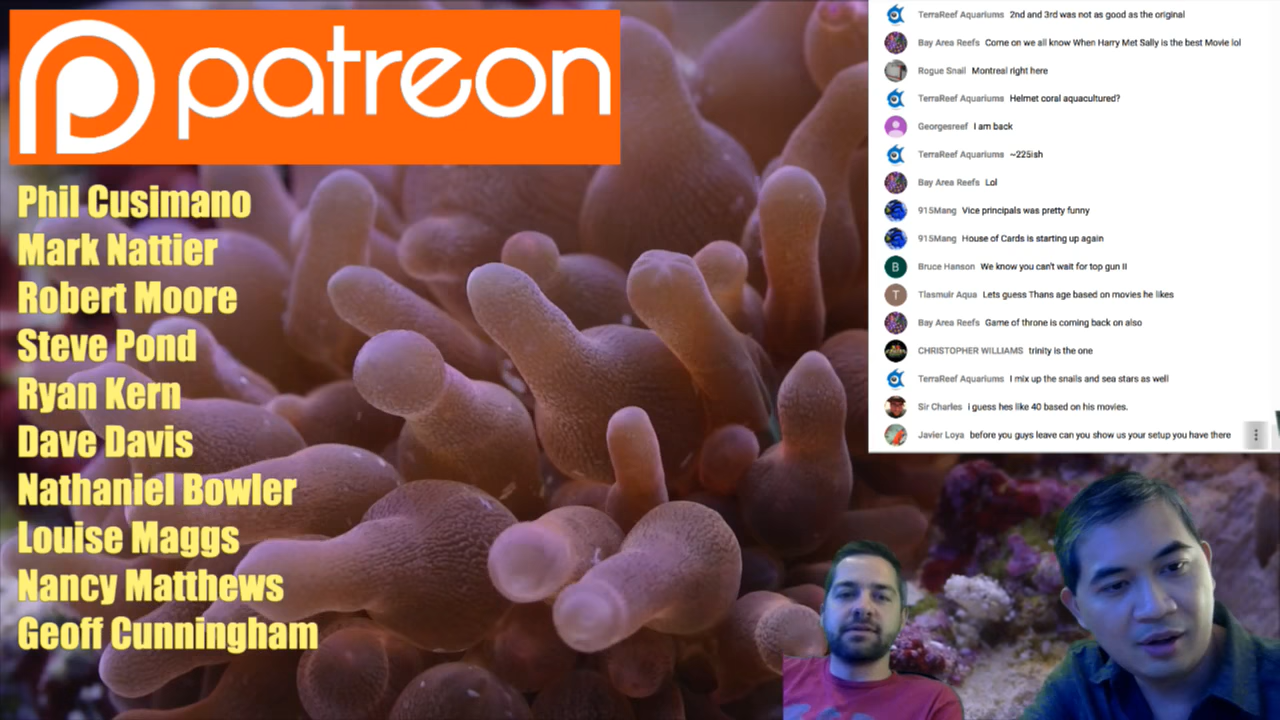 patreon
Phil Cusimano
Mark Nattier
Robert Moore
Steve Pond
Ryan Kern
Dave Davis
Nathaniel Bowler
Louise Maggs
Nancy Matthews
Geoff Cunningham
TerraReef Aquariums 2nd and 3rd was not as good as the original
Bay Area Reefs Come on we all know When Harry Met Sally is the best Movie lol
Rogue Snail Montreal right here
TerraReef Aquariums Helmet coral aquacultured?
Georgesreef I am back
TerraReef Aquariums ~225ish
Bay Area Reefs Lol
915Mang Vice principals was pretty funny
915Mang House of Cards is starting up again
B Bruce Hanson We know you can't wait for top gun II
T Tlasmuir Aqua Lets guess Thans age based on movies he likes
Bay Area Reefs Game of throne is coming back on also
CHRISTOPHER WILLIAMS trinity is the one
TerraReef Aquariums I mix up the snails and sea stars as well
Sir Charles i guess hes like 40 based on his movies.
Javier Loya before you guys leave can you show us your setup you have there